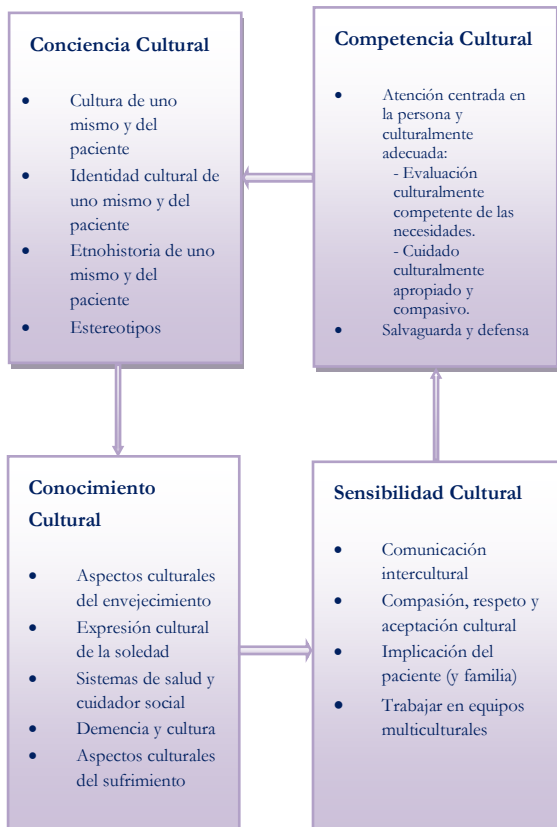 Conciencia Cultural
• Cultura de uno
mismo y del
paciente
• Identidad cultural de
uno mismo y del
paciente
• Etnohistoria de uno
mismo y del
paciente
• Estereotipos
Competencia Cultural
• Atención centrada en
la persona y
culturalmente
adecuada:
- Evaluación
culturalmente
competente de las
necesidades.
- Cuidado
culturalmente
apropiado y
compasivo.
• Salvaguarda y defensa
Conocimiento
Cultural
• Aspectos culturales
del envejecimiento
• Expresión cultural
de la soledad
• Sistemas de salud y
cuidador social
• Demencia y cultura
• Aspectos culturales
del sufrimiento
Sensibilidad Cultural
• Comunicación
intercultural
• Compasión, respeto y
aceptación cultural
• Implicación del
paciente (y familia)
• Trabajar en equipos
multiculturales